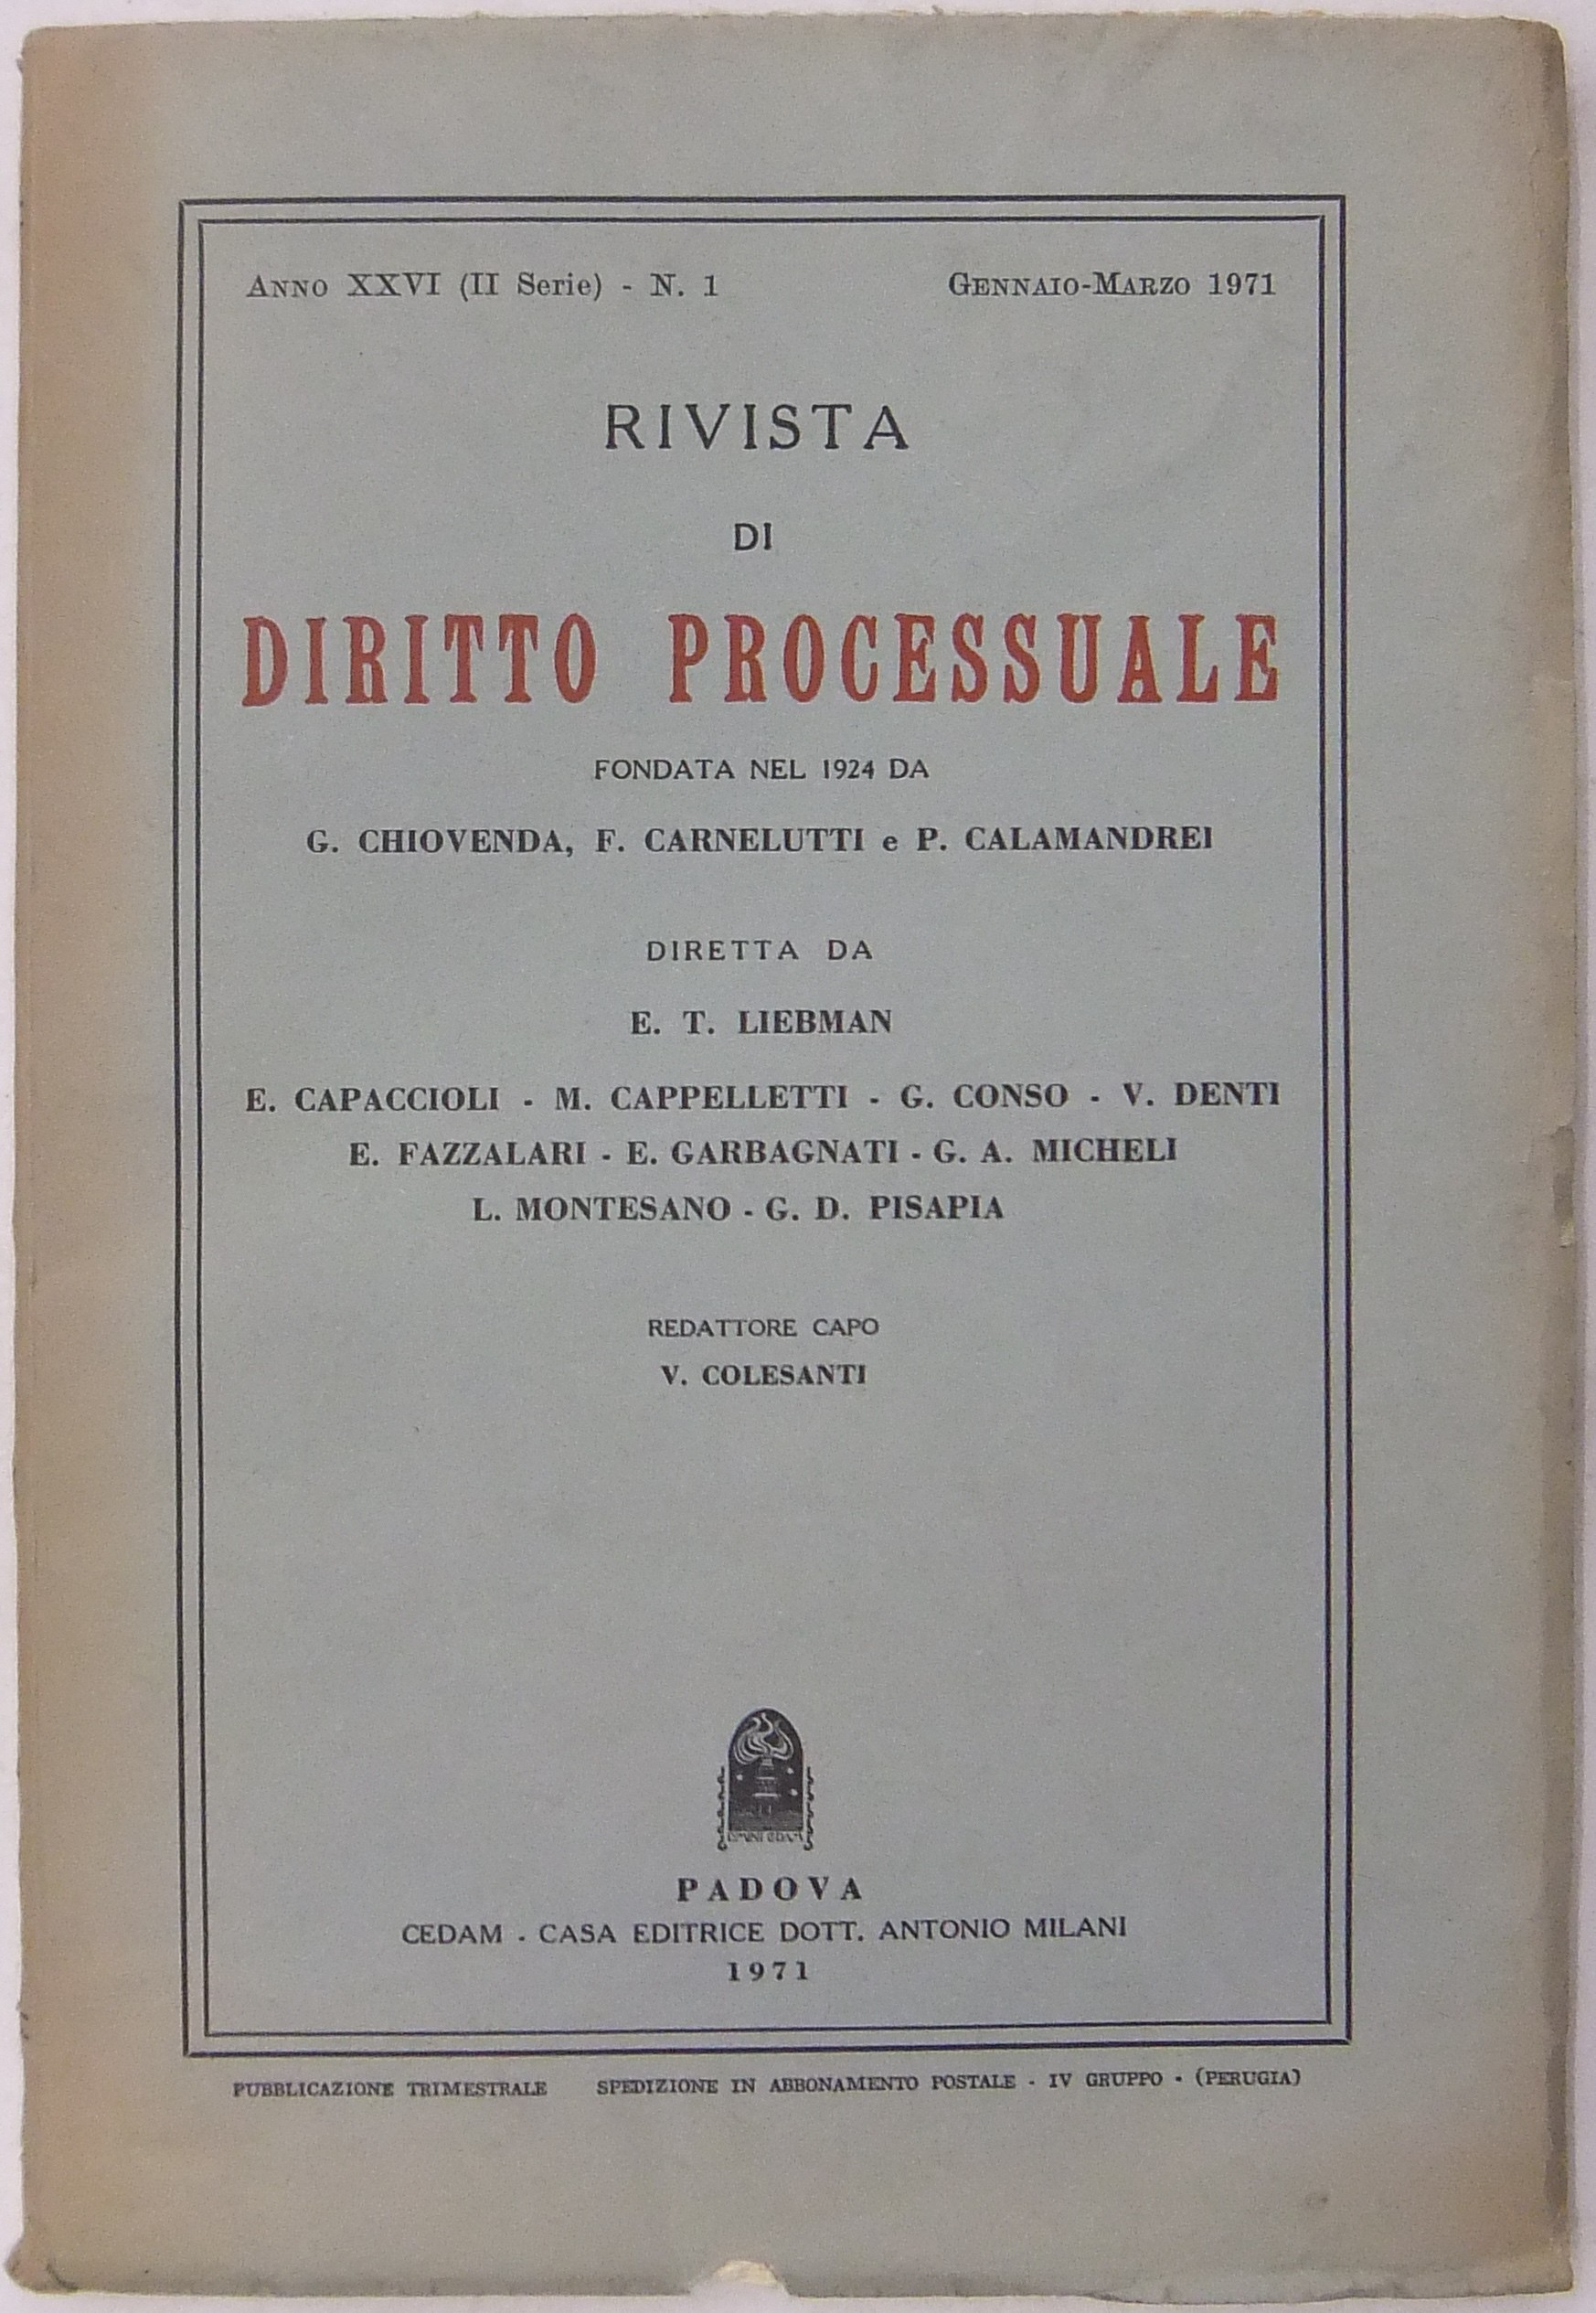 Anno XXVI (II Serie) - N. 1 Gennaio-Marzo 1971
RIVISTA
DI
DIRITTO PROCESSUALE
FONDATA NEL 1924 DA
G. CHIOVENDA, F. CARNELUTTI e P. CALAMANDREI
DIRETTA DA
E. T. LIEBMAN
E. CAPACCIOLI - M. CAPPELLETTI - G. CONSO - V. DENTI
E. FAZZALARI - E. GARBAGNATI - G. A. MICHELI
L. MONTESANO - G. D. PISAPIA
REDATTORE CAPO
V. COLESANTI
PADOVA
CEDAM - CASA EDITRICE DOTT. ANTONIO MILANI
1971
PUBBLICAZIONE TRIMESTRALE SPEDIZIONE IN ABBONAMENTO POSTALE - IV GRUPPO - (PERUGIA)